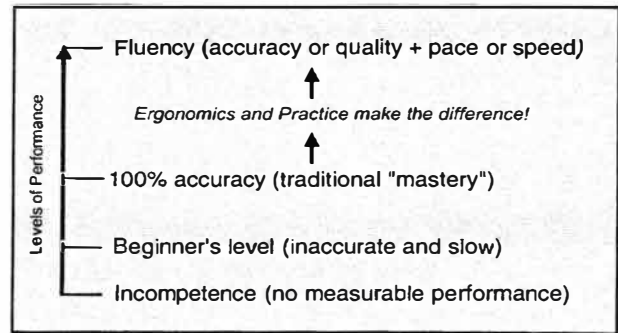 Fluency (accuracy or quality + pace or speed)
Ergonomics and Practice make the difference!
100% accuracy (traditional "mastery")
Beginner's level (inaccurate and slow)
Incompetence (no measurable performance)
Levels of Performance